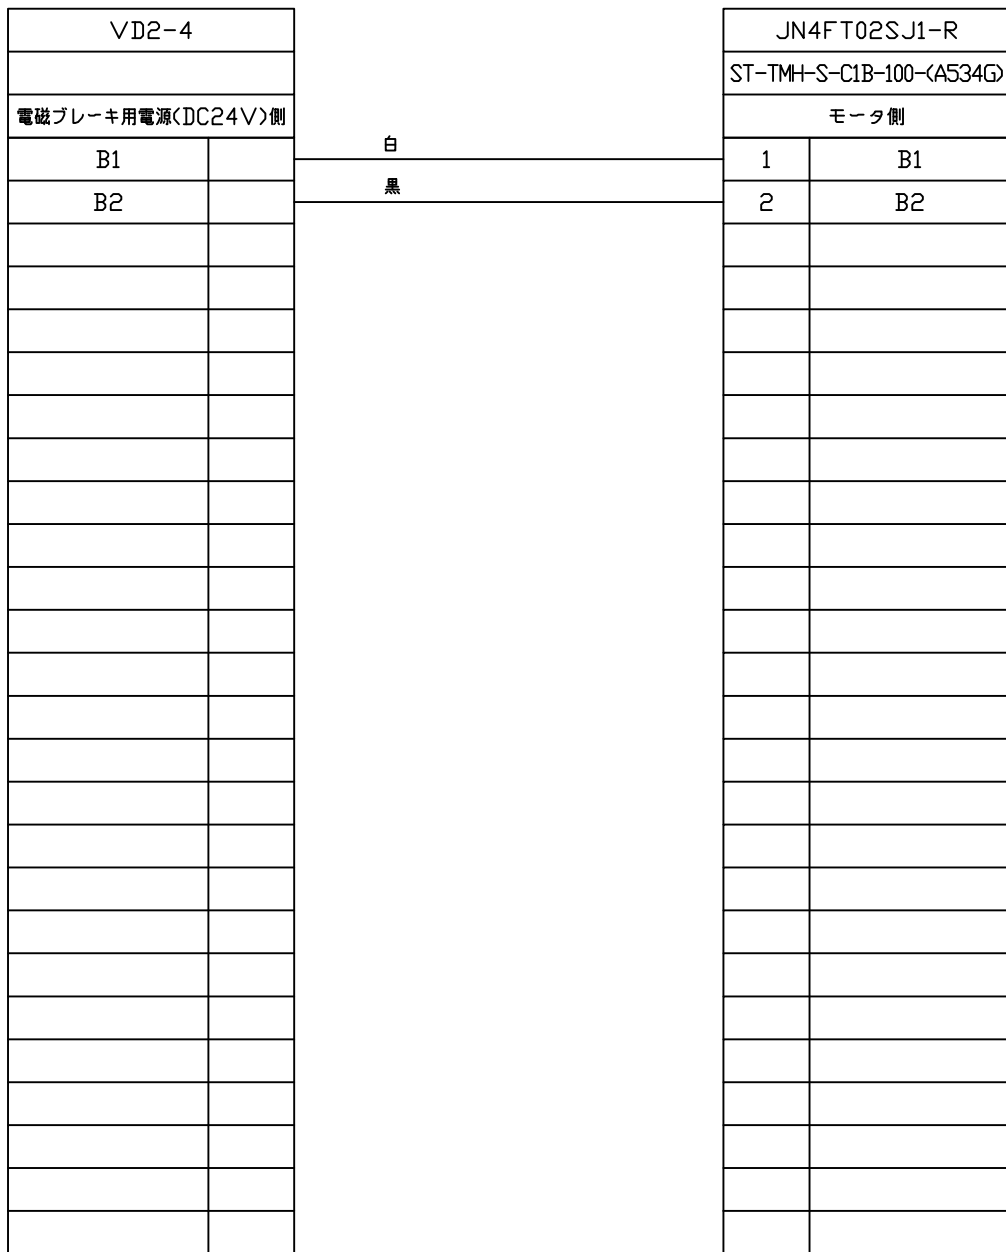 VD2-4
JN4FT02SJ1-R
ST-TMH-S-C1B-100-(A534G)
電磁ブレーキ用電源(DC24V)側
モータ側
白
B1
1
B1
黒
B2
2
B2